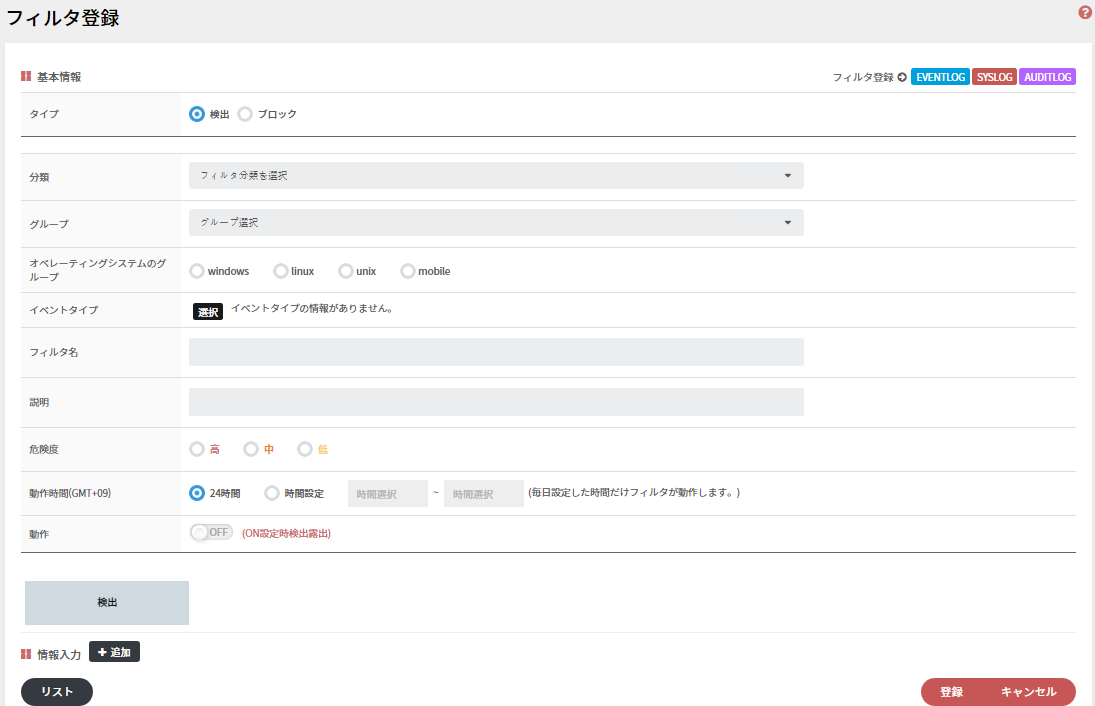 フィルタ登録
基本情報
フィルタ登録 EVENTLOG SYSLOG AUDITLOG
タイプ 検出 ブロック
分類 フィルタ分類を選択
グループ グループ選択
オペレーティングシステムのグ
ループ
windows linux unix mobile
イベントタイプ 選択 イベントタイプの情報がありません。
フィルタ名
説明
危険度 高 中 低
動作時間(GMT+09) 24時間 時間設定 時間選択 ~ 時間選択 (毎日設定した時間だけフィルタが動作します。)
動作 OFF (ON設定時検出露出)
検出
情報入力 + 追加
リスト 登録 キャンセル